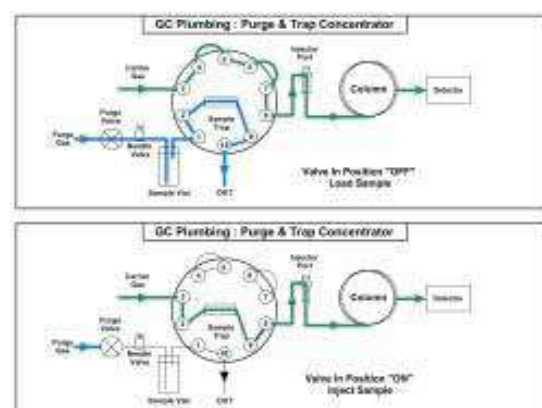 GC Plumbing : Purge & Trap Concentrator
Injector
Port
Carrier
Gas
Column
Detector
Purge
Valve
Purge
Gas
Needle
Valve
Sample
Trap
Sample Vial
OUT
Valve In Position "OFF"
Load Sample
GC Plumbing : Purge & Trap Concentrator
Injector
Port
Carrier
Gas
Column
Detector
Purge
Valve
Purge
Gas
Needle
Valve
Sample
Trap
Sample Vial
OUT
Valve In Position "ON"
Inject Sample